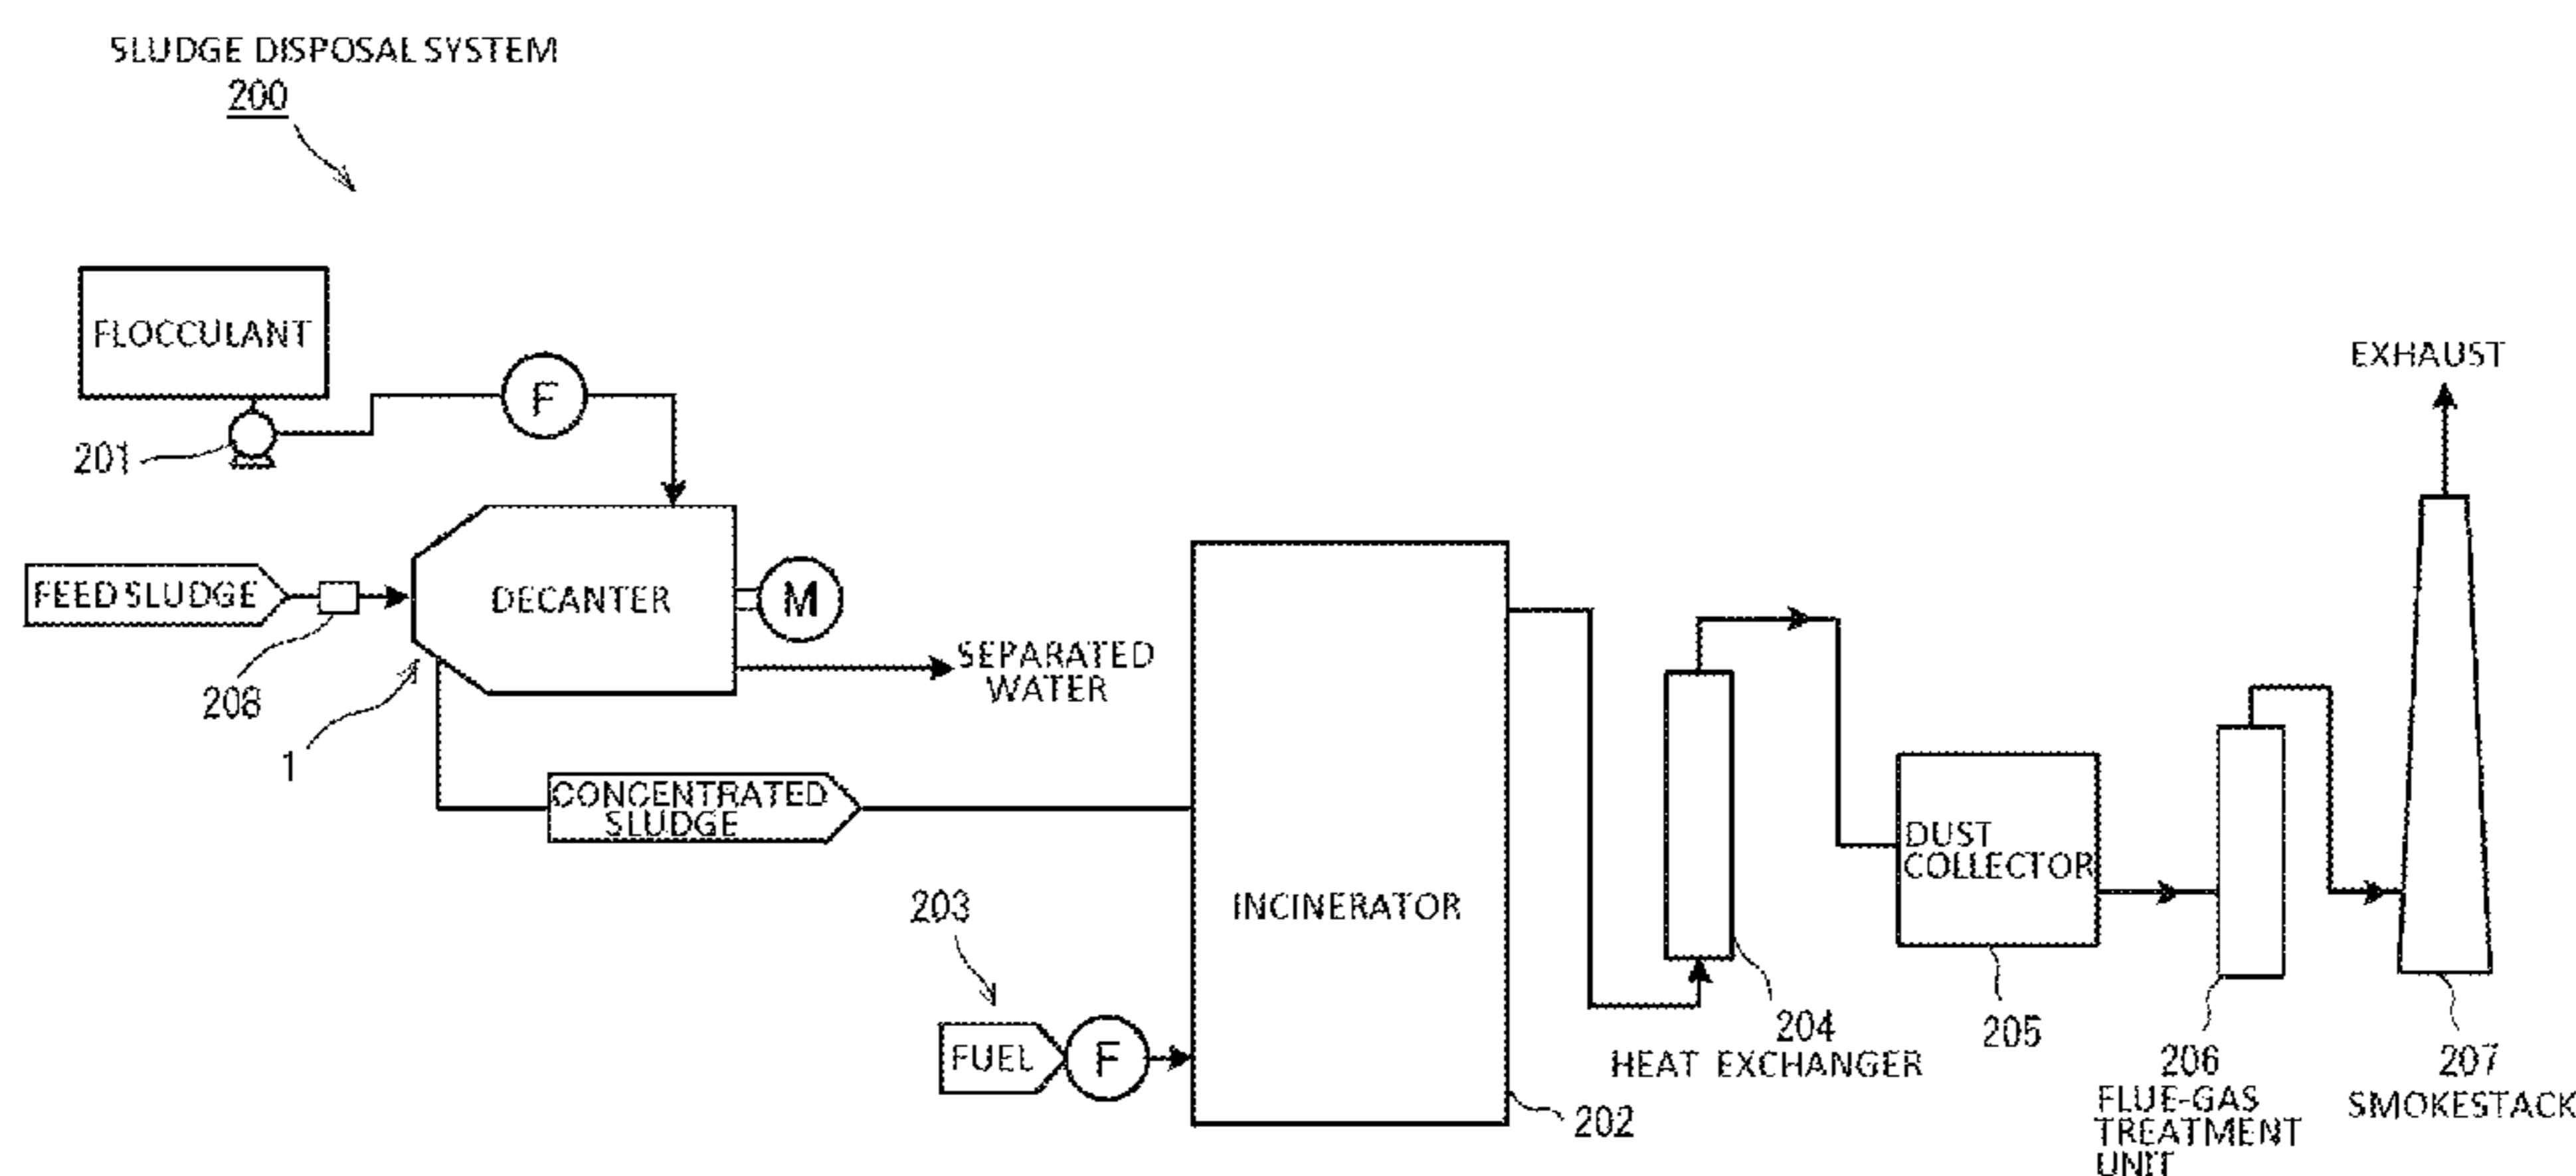 SLUDGE DISPOSAL SYSTEM
200
FLOCCULANT
F
201
EXHAUST
FEED SLUDGE
DECANTER
M
SEPARATED
WATER
208
1
CONCENTRATED
SLUDGE
203
INCINERATOR
DUST
COLLECTOR
FUEL
F
204
HEAT EXCHANGER
205
206
FLUE-GAS
TREATMENT
UNIT
207
SMOKESTACK
202